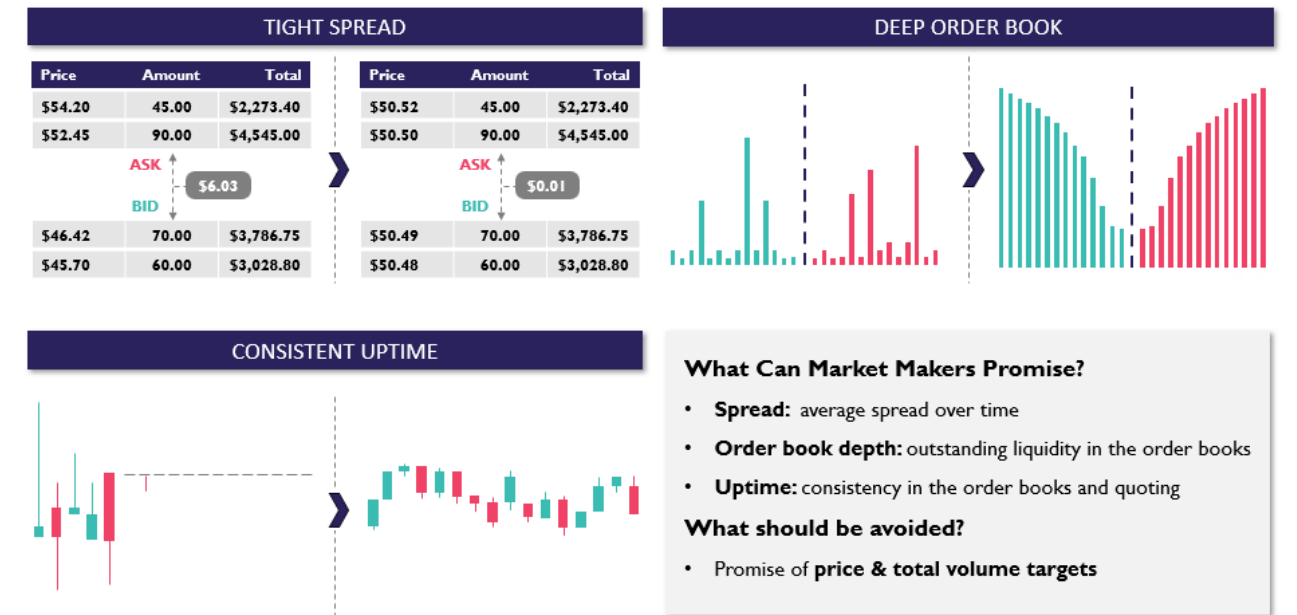 TIGHT SPREAD
Price Amount Total
$54.20 45.00 $2,273.40
$52.45 90.00 $4,545.00
ASK
$6.03
BID
$46.42 70.00 $3,786.75
$45.70 60.00 $3,028.80
Price Amount Total
$50.52 45.00 $2,273.40
$50.50 90.00 $4,545.00
ASK
$0.01
BID
$50.49 70.00 $3,786.75
$50.48 60.00 $3,028.80
DEEP ORDER BOOK
CONSISTENT UPTIME
What Can Market Makers Promise?
• Spread: average spread over time
• Order book depth: outstanding liquidity in the order books
• Uptime: consistency in the order books and quoting
What should be avoided?
• Promise of price & total volume targets